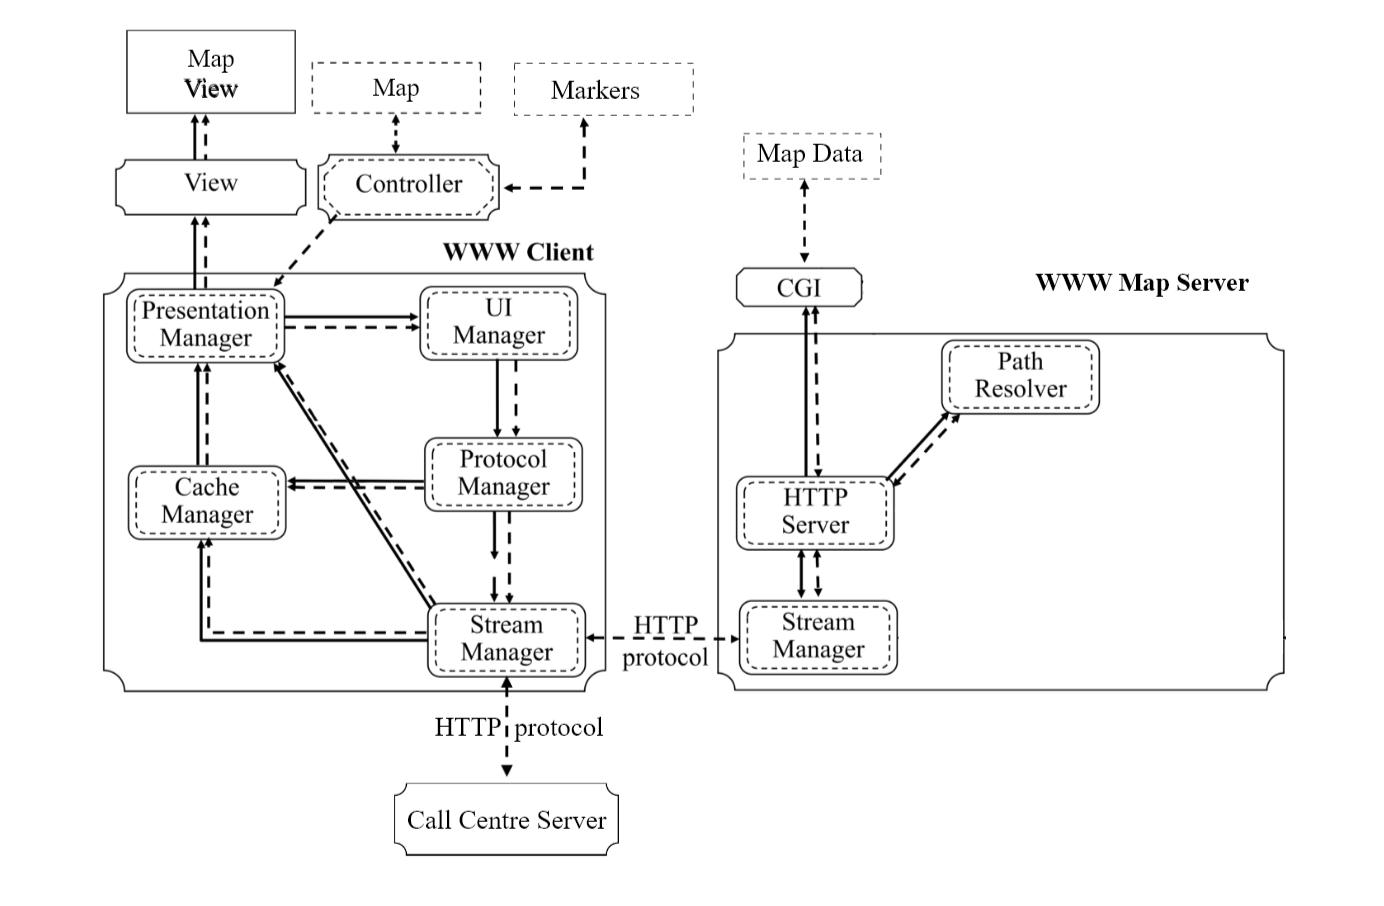 Map
View
Map
Markers
Map Data
View
Controller
WWW Client
CGI
WWW Map Server
Presentation
Manager
UI
Manager
Path
Resolver
Protocol
Manager
Cache
Manager
HTTP
Server
Stream
Manager
HTTP
protocol
Stream
Manager
HTTP protocol
Call Centre Server